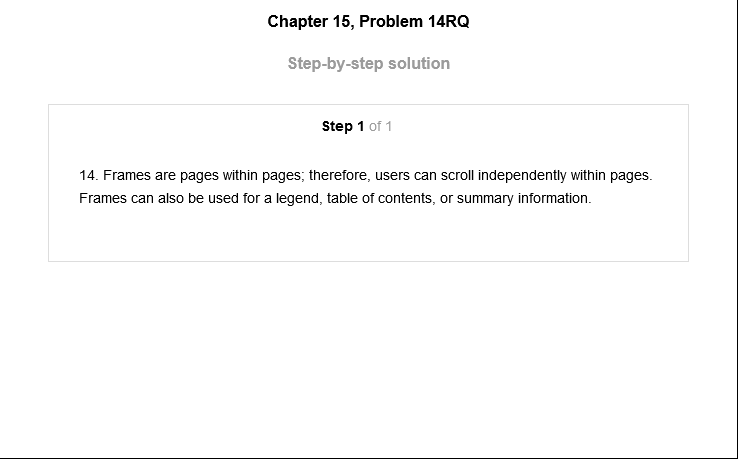 Chapter 15, Problem 14RQ
Step-by-step solution
Step 1 of 1
14. Frames are pages within pages; therefore, users can scroll independently within pages.
Frames can also be used for a legend, table of contents, or summary information.